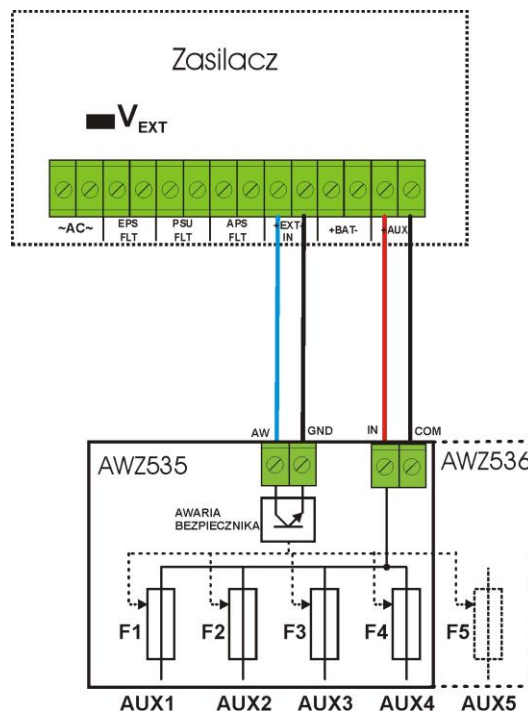 Zasilacz
VEXT
~AC~ EPS FLT PSU FLT APS FLT +EXT- IN +BAT- +AUX
AW GND IN COM
AWZ535 AWZ536
AWARIA
BEZPIECZNIKA
F1 F2 F3 F4 F5
AUX1 AUX2 AUX3 AUX4 AUX5